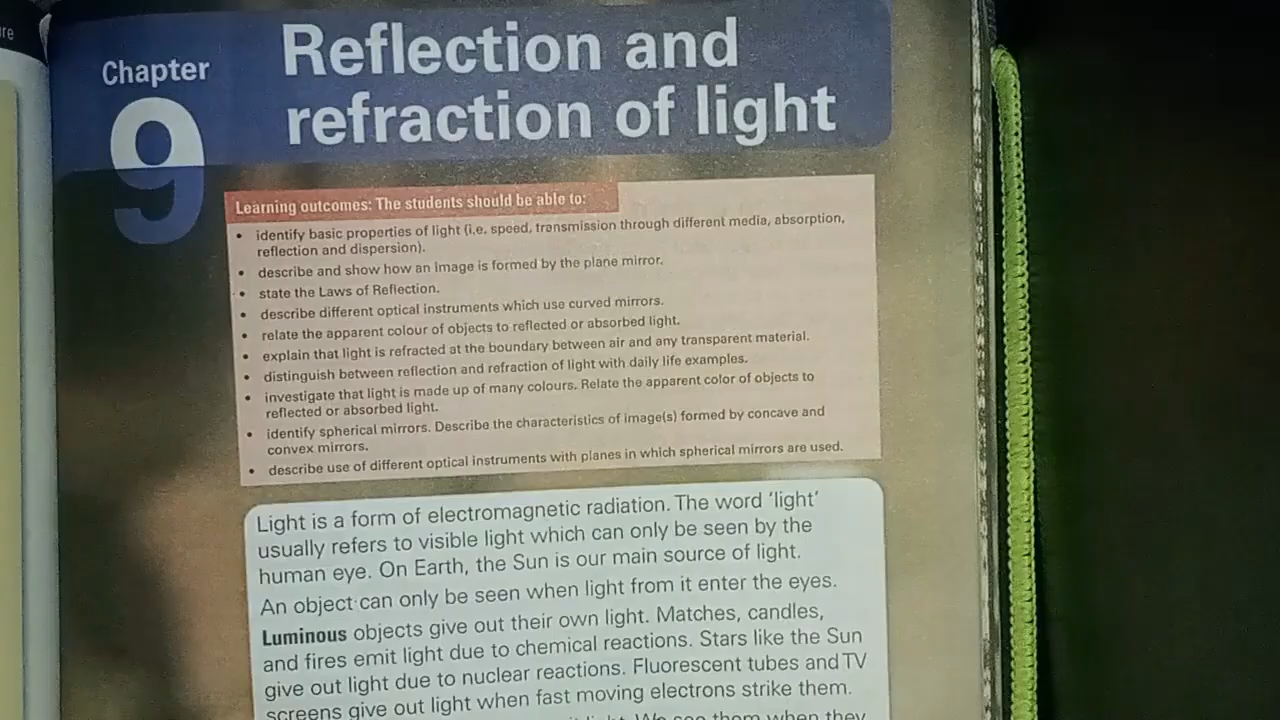 re
Chapter
9
Reflection and
refraction of light
Learning outcomes: The students should be able to:
• identify basic properties of light (i.e. speed, transmission through different media, absorption,
reflection and dispersion).
• describe and show how an image is formed by the plane mirror.
• state the Laws of Reflection.
• describe different optical instruments which use curved mirrors.
• relate the apparent colour of objects to reflected or absorbed light.
• explain that light is refracted at the boundary between air and any transparent material.
• distinguish between reflection and refraction of light with daily life examples.
• investigate that light is made up of many colours. Relate the apparent color of objects to
reflected or absorbed light.
• identify spherical mirrors. Describe the characteristics of image(s) formed by concave and
convex mirrors.
• describe use of different optical instruments with planes in which spherical mirrors are used.
Light is a form of electromagnetic radiation. The word ‘light’
usually refers to visible light which can only be seen by the
human eye. On Earth, the Sun is our main source of light.
An object can only be seen when light from it enter the eyes.
Luminous objects give out their own light. Matches, candles,
and fires emit light due to chemical reactions. Stars like the Sun
give out light due to nuclear reactions. Fluorescent tubes and TV
screens give out light when fast moving electrons strike them.
light. We see them when they